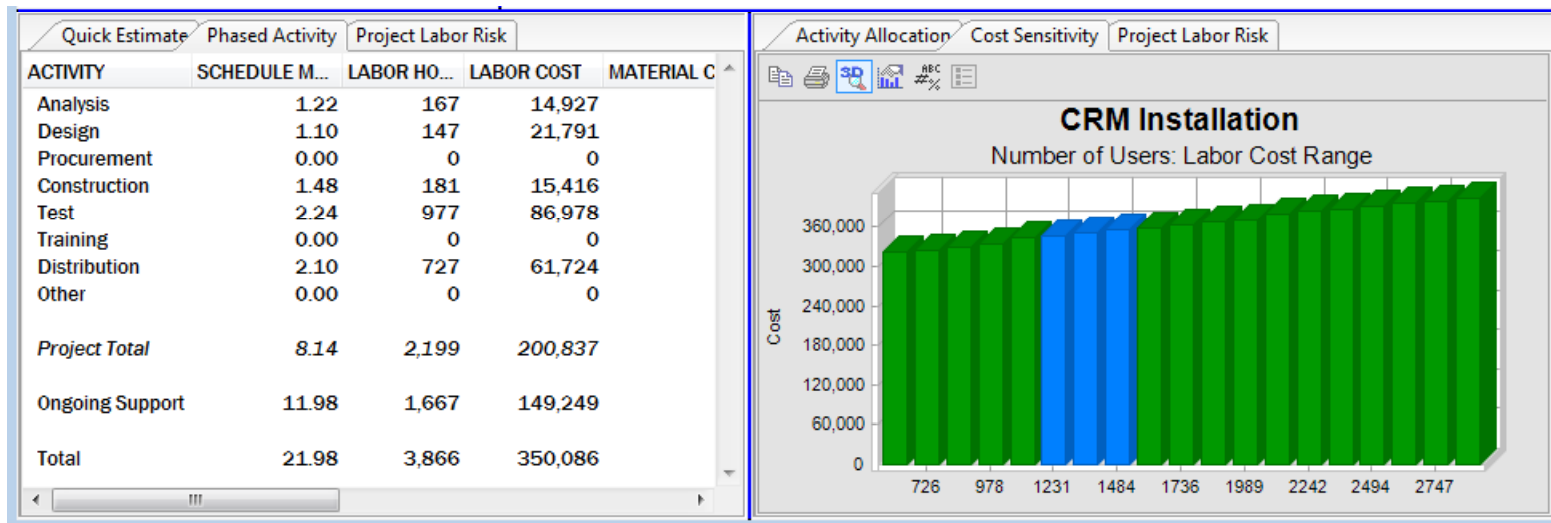 Quick Estimate Phased Activity Project Labor Risk
ACTIVITY SCHEDULE M... LABOR HO... LABOR COST MATERIAL C
Analysis 1.22 167 14,927
Design 1.10 147 21,791
Procurement 0.00 0 0
Construction 1.48 181 15,416
Test 2.24 977 86,978
Training 0.00 0 0
Distribution 2.10 727 61,724
Other 0.00 0 0
Project Total 8.14 2,199 200,837
Ongoing Support 11.98 1,667 149,249
Total 21.98 3,866 350,086
Activity Allocation Cost Sensitivity Project Labor Risk
3D ABC #%
CRM Installation
Number of Users: Labor Cost Range
Cost
360,000
300,000
240,000
180,000
120,000
60,000
0
726 978 1231 1484 1736 1989 2242 2494 2747